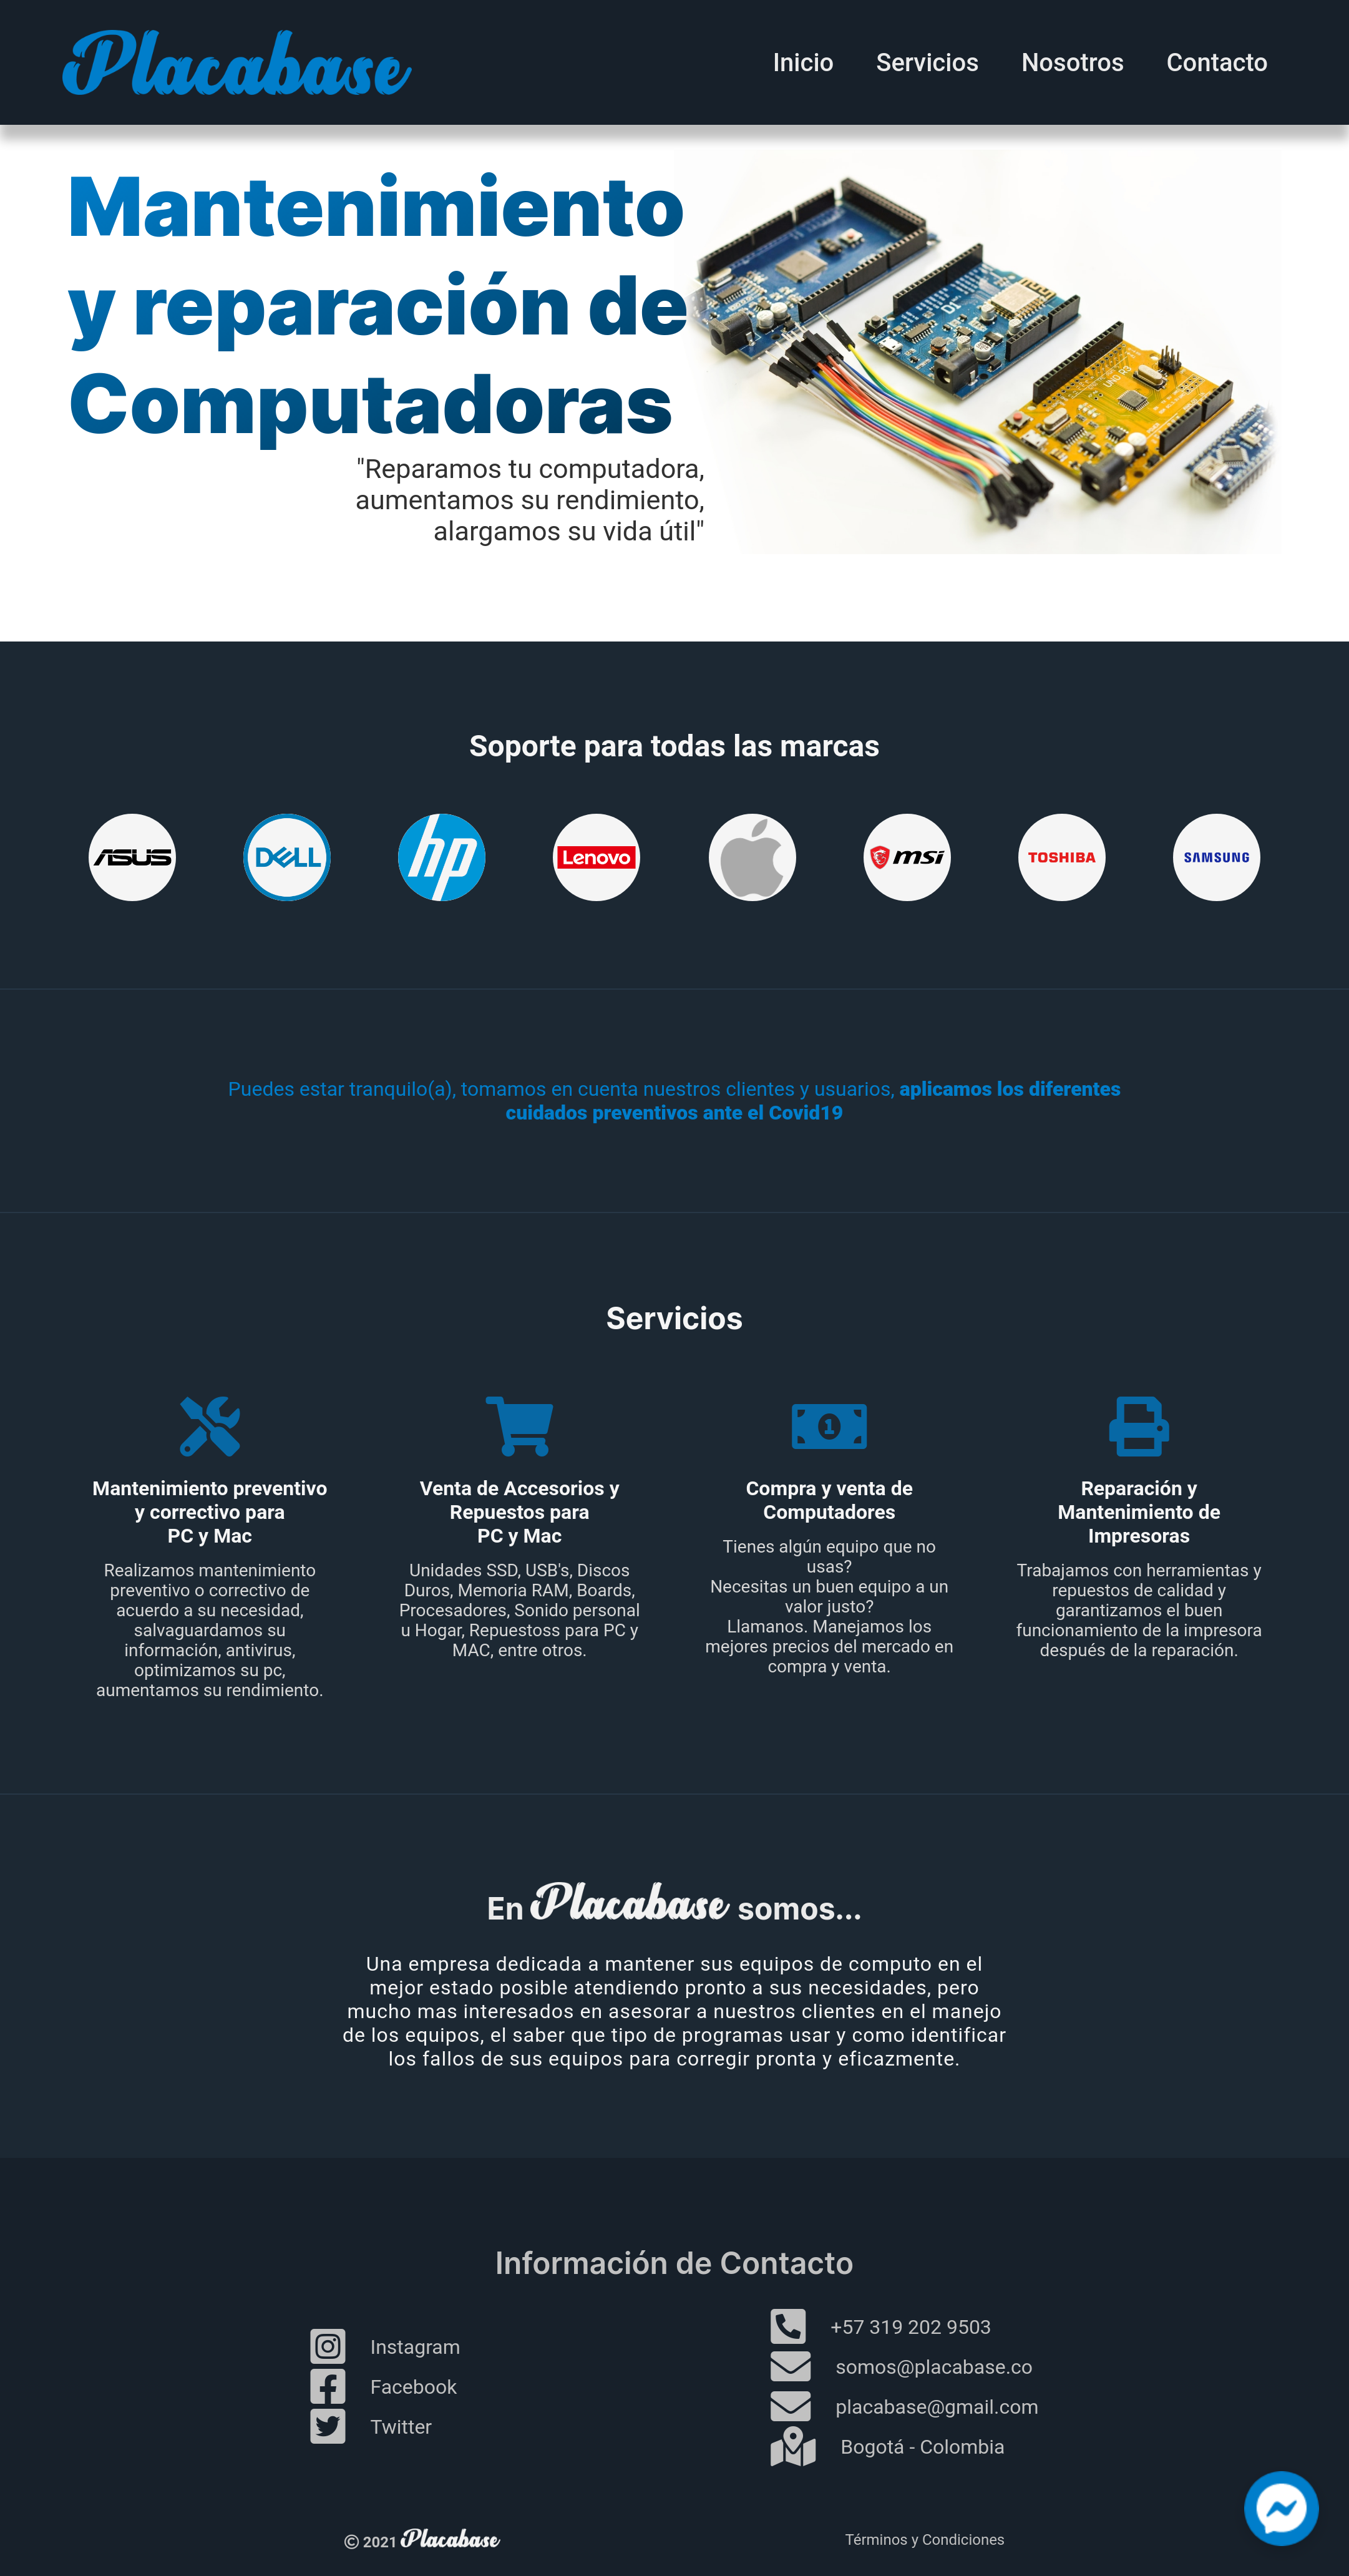 Placabase
Inicio Servicios Nosotros Contacto
Mantenimiento
y reparación de
Computadoras
"Reparamos tu computadora,
aumentamos su rendimiento,
alargamos su vida útil"
D1
UNO R3
Soporte para todas las marcas
ASUS DELL hp Lenovo msi TOSHIBA SAMSUNG
Puedes estar tranquilo(a), tomamos en cuenta nuestros clientes y usuarios, aplicamos los diferentes
cuidados preventivos ante el Covid19
Servicios
1
Mantenimiento preventivo
y correctivo para
PC y Mac
Realizamos mantenimiento
preventivo o correctivo de
acuerdo a su necesidad,
salvaguardamos su
información, antivirus,
optimizamos su pc,
aumentamos su rendimiento.
Venta de Accesorios y
Repuestos para
PC y Mac
Unidades SSD, USB's, Discos
Duros, Memoria RAM, Boards,
Procesadores, Sonido personal
u Hogar, Repuestoss para PC y
MAC, entre otros.
Compra y venta de
Computadores
Tienes algún equipo que no
usas?
Necesitas un buen equipo a un
valor justo?
Llamanos. Manejamos los
mejores precios del mercado en
compra y venta.
Reparación y
Mantenimiento de
Impresoras
Trabajamos con herramientas y
repuestos de calidad y
garantizamos el buen
funcionamiento de la impresora
después de la reparación.
En Placabase somos...
Una empresa dedicada a mantener sus equipos de computo en el
mejor estado posible atendiendo pronto a sus necesidades, pero
mucho mas interesados en asesorar a nuestros clientes en el manejo
de los equipos, el saber que tipo de programas usar y como identificar
los fallos de sus equipos para corregir pronta y eficazmente.
Información de Contacto
Instagram
Facebook
Twitter
+57 319 202 9503
somos@placabase.co
placabase@gmail.com
Bogotá - Colombia
© 2021 Placabase
Términos y Condiciones